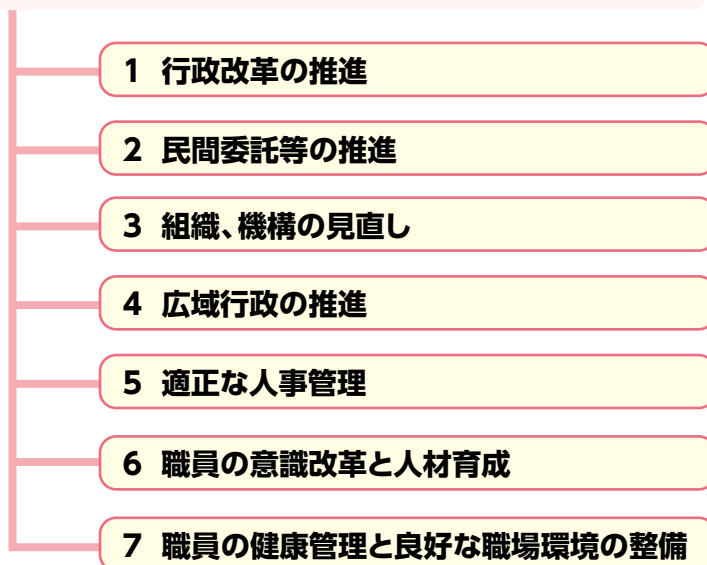 1 行政改革の推進
2 民間委託等の推進
3 組織、機構の見直し
4 広域行政の推進
5 適正な人事管理
6 職員の意識改革と人材育成
7 職員の健康管理と良好な職場環境の整備